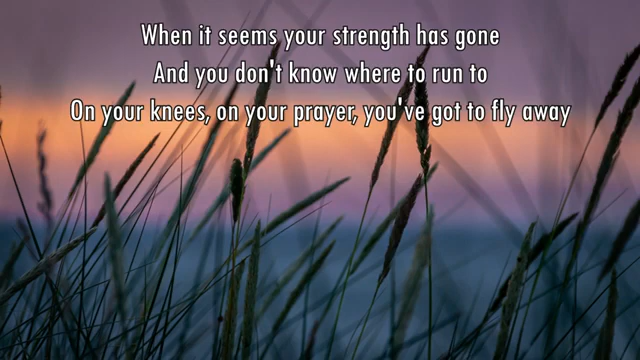 When it seems your strength has gone
And you don't know where to run to
On your knees, on your prayer, you've got to fly away